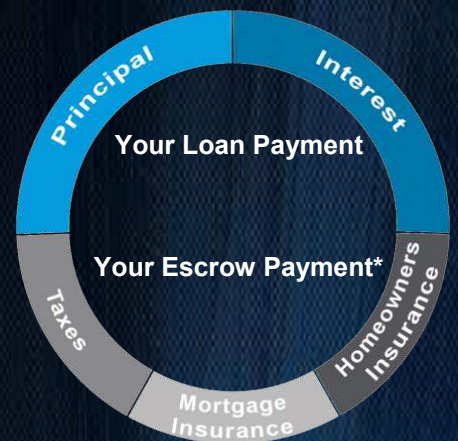 Principal
Interest
Your Loan Payment
Your Escrow Payment*
Taxes
Mortgage
Insurance
Homeowners
Insurance